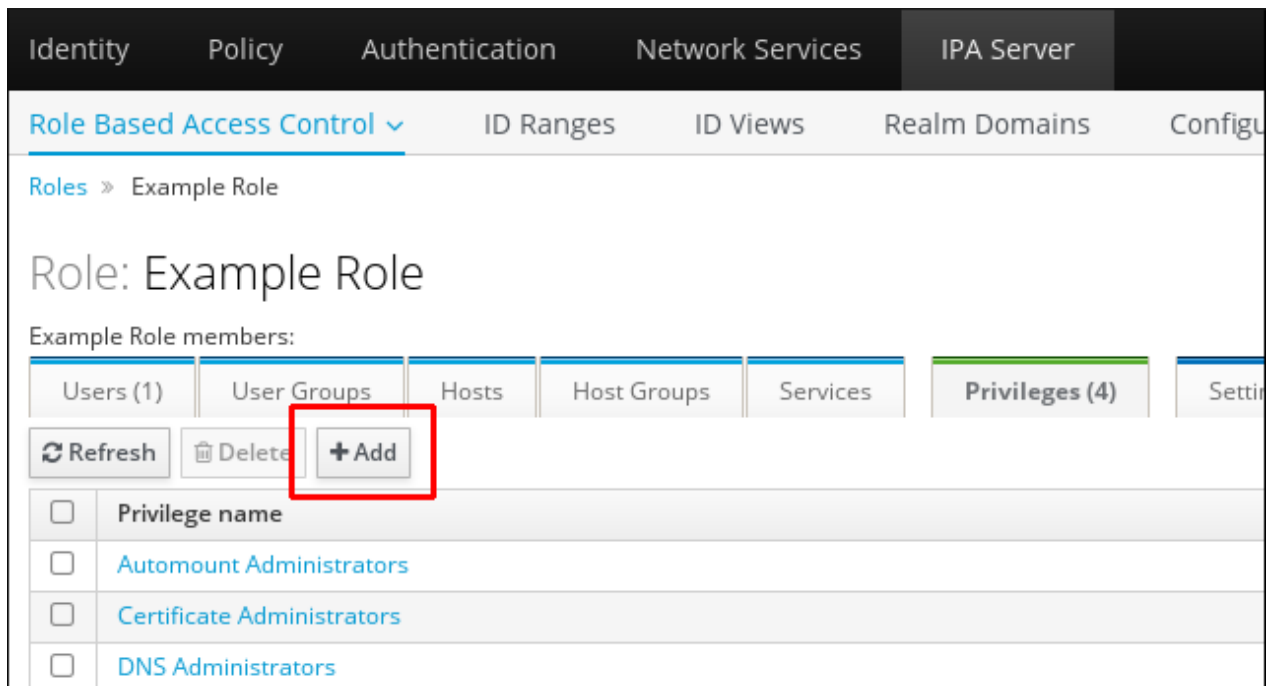 Identity Policy Authentication Network Services IPA Server
Role Based Access Control ID Ranges ID Views Realm Domains Configu
Roles » Example Role
Role: Example Role
Example Role members:
Users (1) User Groups Hosts Host Groups Services Privileges (4) Settin
Refresh Delete +Add
Privilege name
Automount Administrators
Certificate Administrators
DNS Administrators